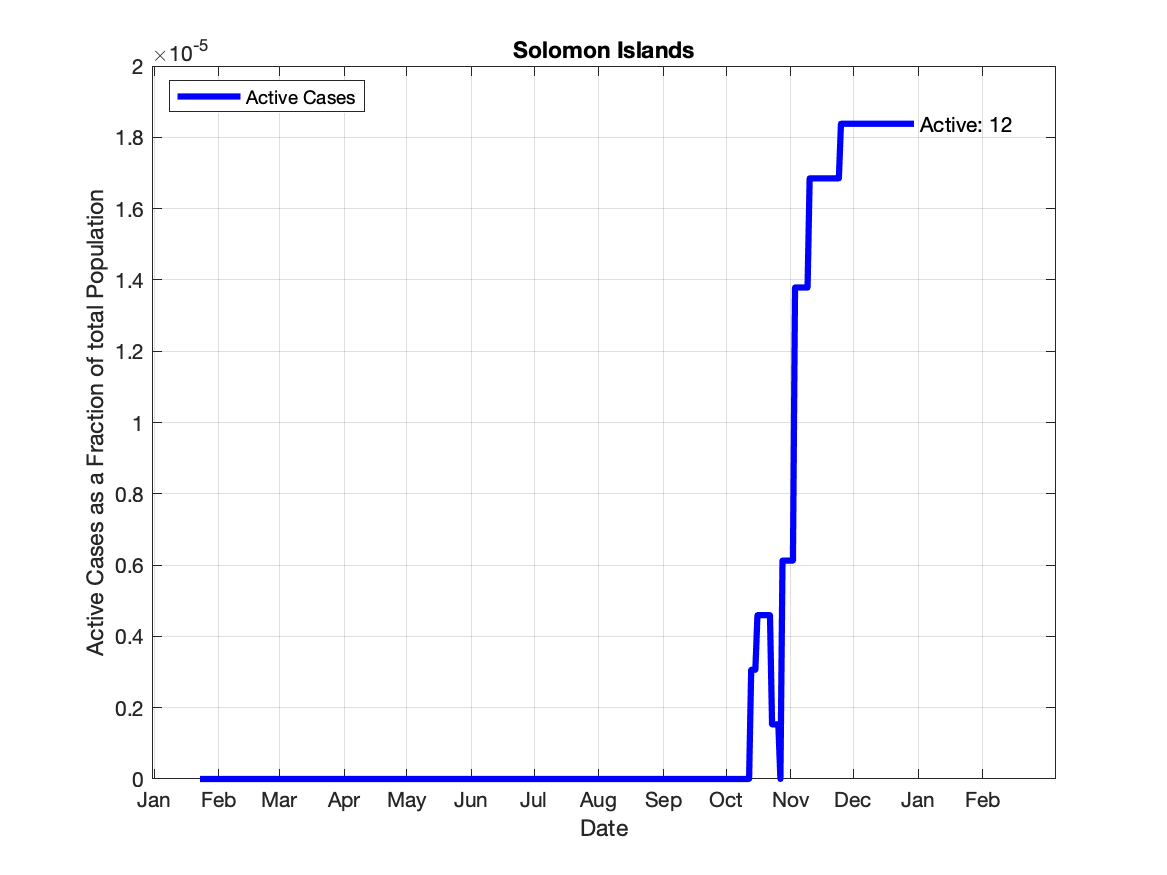 Solomon Islands
×10-5
Active Cases
Active: 12
Active Cases as a Fraction of total Population
2
1.8
1.6
1.4
1.2
1
0.8
0.6
0.4
0.2
0
Jan Feb Mar Apr May Jun Jul Aug Sep Oct Nov Dec Jan Feb
Date